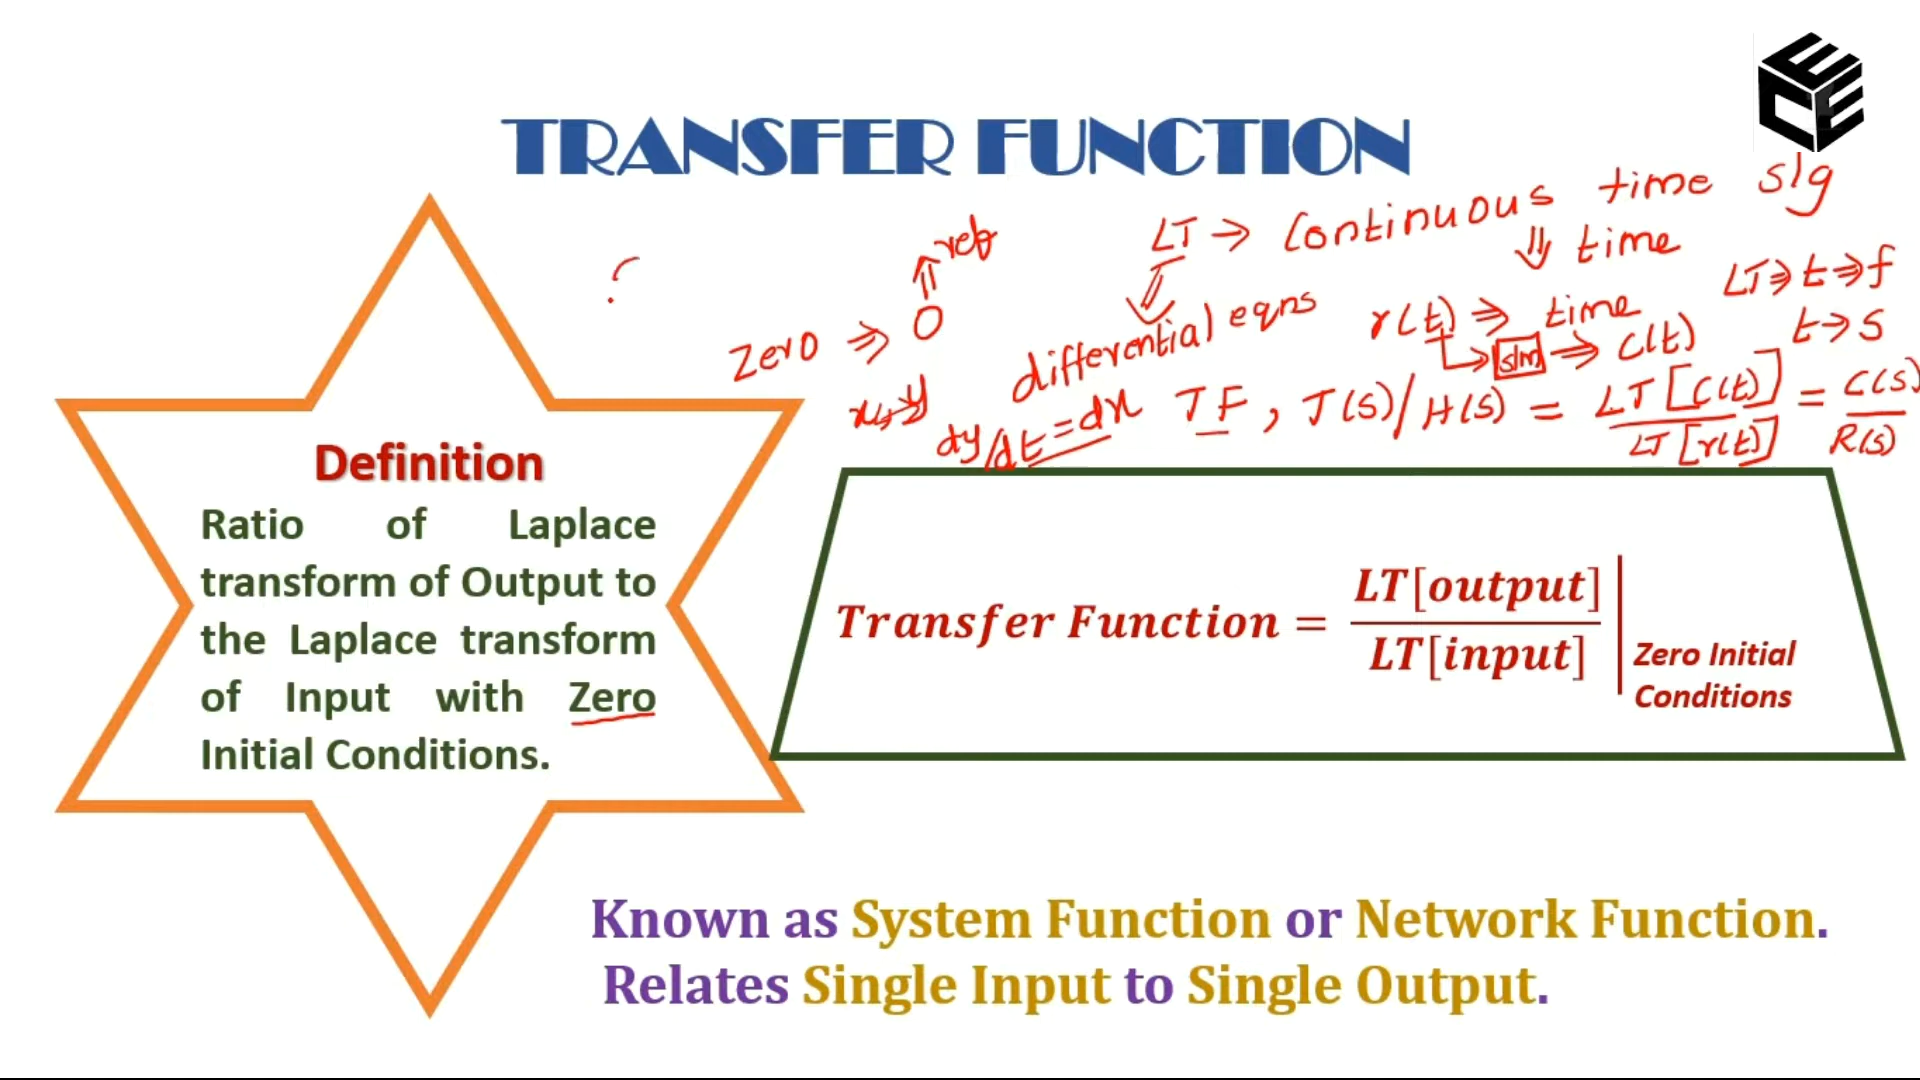 ECE
TRANSFER FUNCTION
LT → Continuous time slg
⇓ time
ref
⇑
Zero ⇒ 0
⇓
differential eqns
r(t) ⇒ time
→ s/m ⇒ c(t)
LT ⇒ t ⇒ f
t → s
x, y
dy/dt = dx
TF, T(s)/H(s) = LT[c(t)] / LT[r(t)] = C(s) / R(s)
Definition
Ratio of Laplace
transform of Output to
the Laplace transform
of Input with Zero
Initial Conditions.
Transfer Function = LT[output] / LT[input] | Zero Initial
Conditions
Known as System Function or Network Function.
Relates Single Input to Single Output.